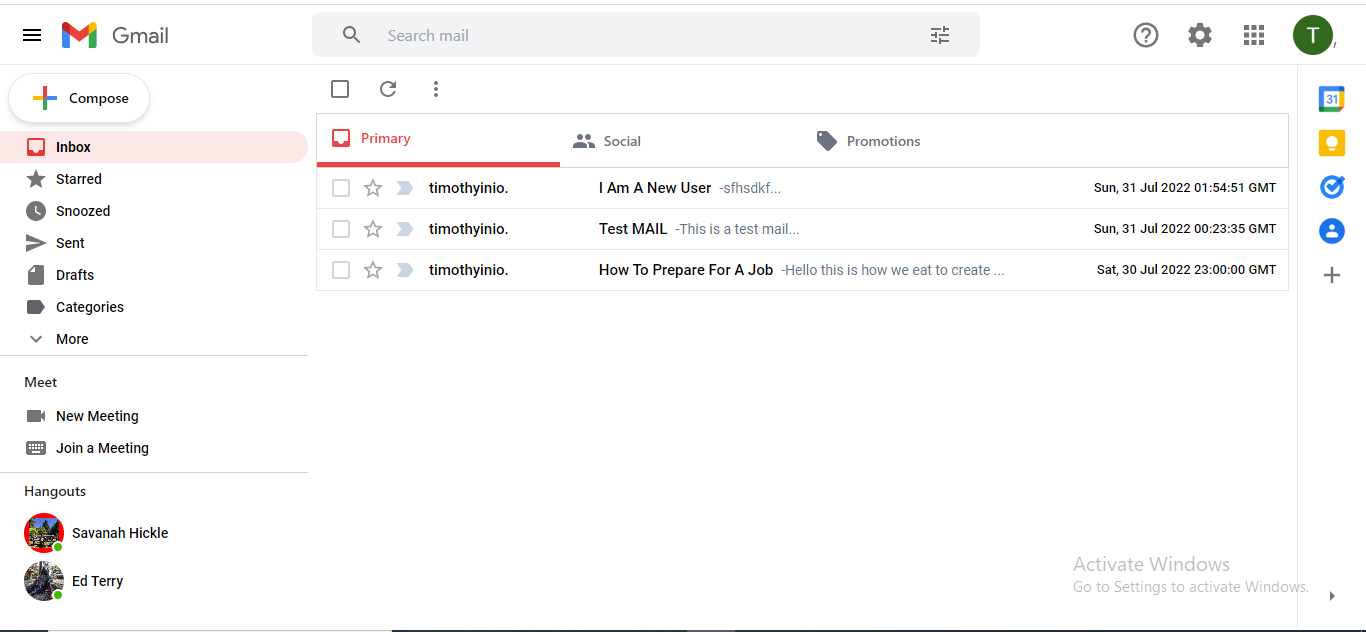 Gmail
Search mail
T,
Compose
Inbox
Starred
Snoozed
Sent
Drafts
Categories
More
Meet
New Meeting
Join a Meeting
Hangouts
Savanah Hickle
Ed Terry
Primary Social Promotions
timothyinio. I Am A New User -sfhsdkf... Sun, 31 Jul 2022 01:54:51 GMT
timothyinio. Test MAIL -This is a test mail... Sun, 31 Jul 2022 00:23:35 GMT
timothyinio. How To Prepare For A Job -Hello this is how we eat to create ... Sat, 30 Jul 2022 23:00:00 GMT
31
Activate Windows
Go to Settings to activate Windows.